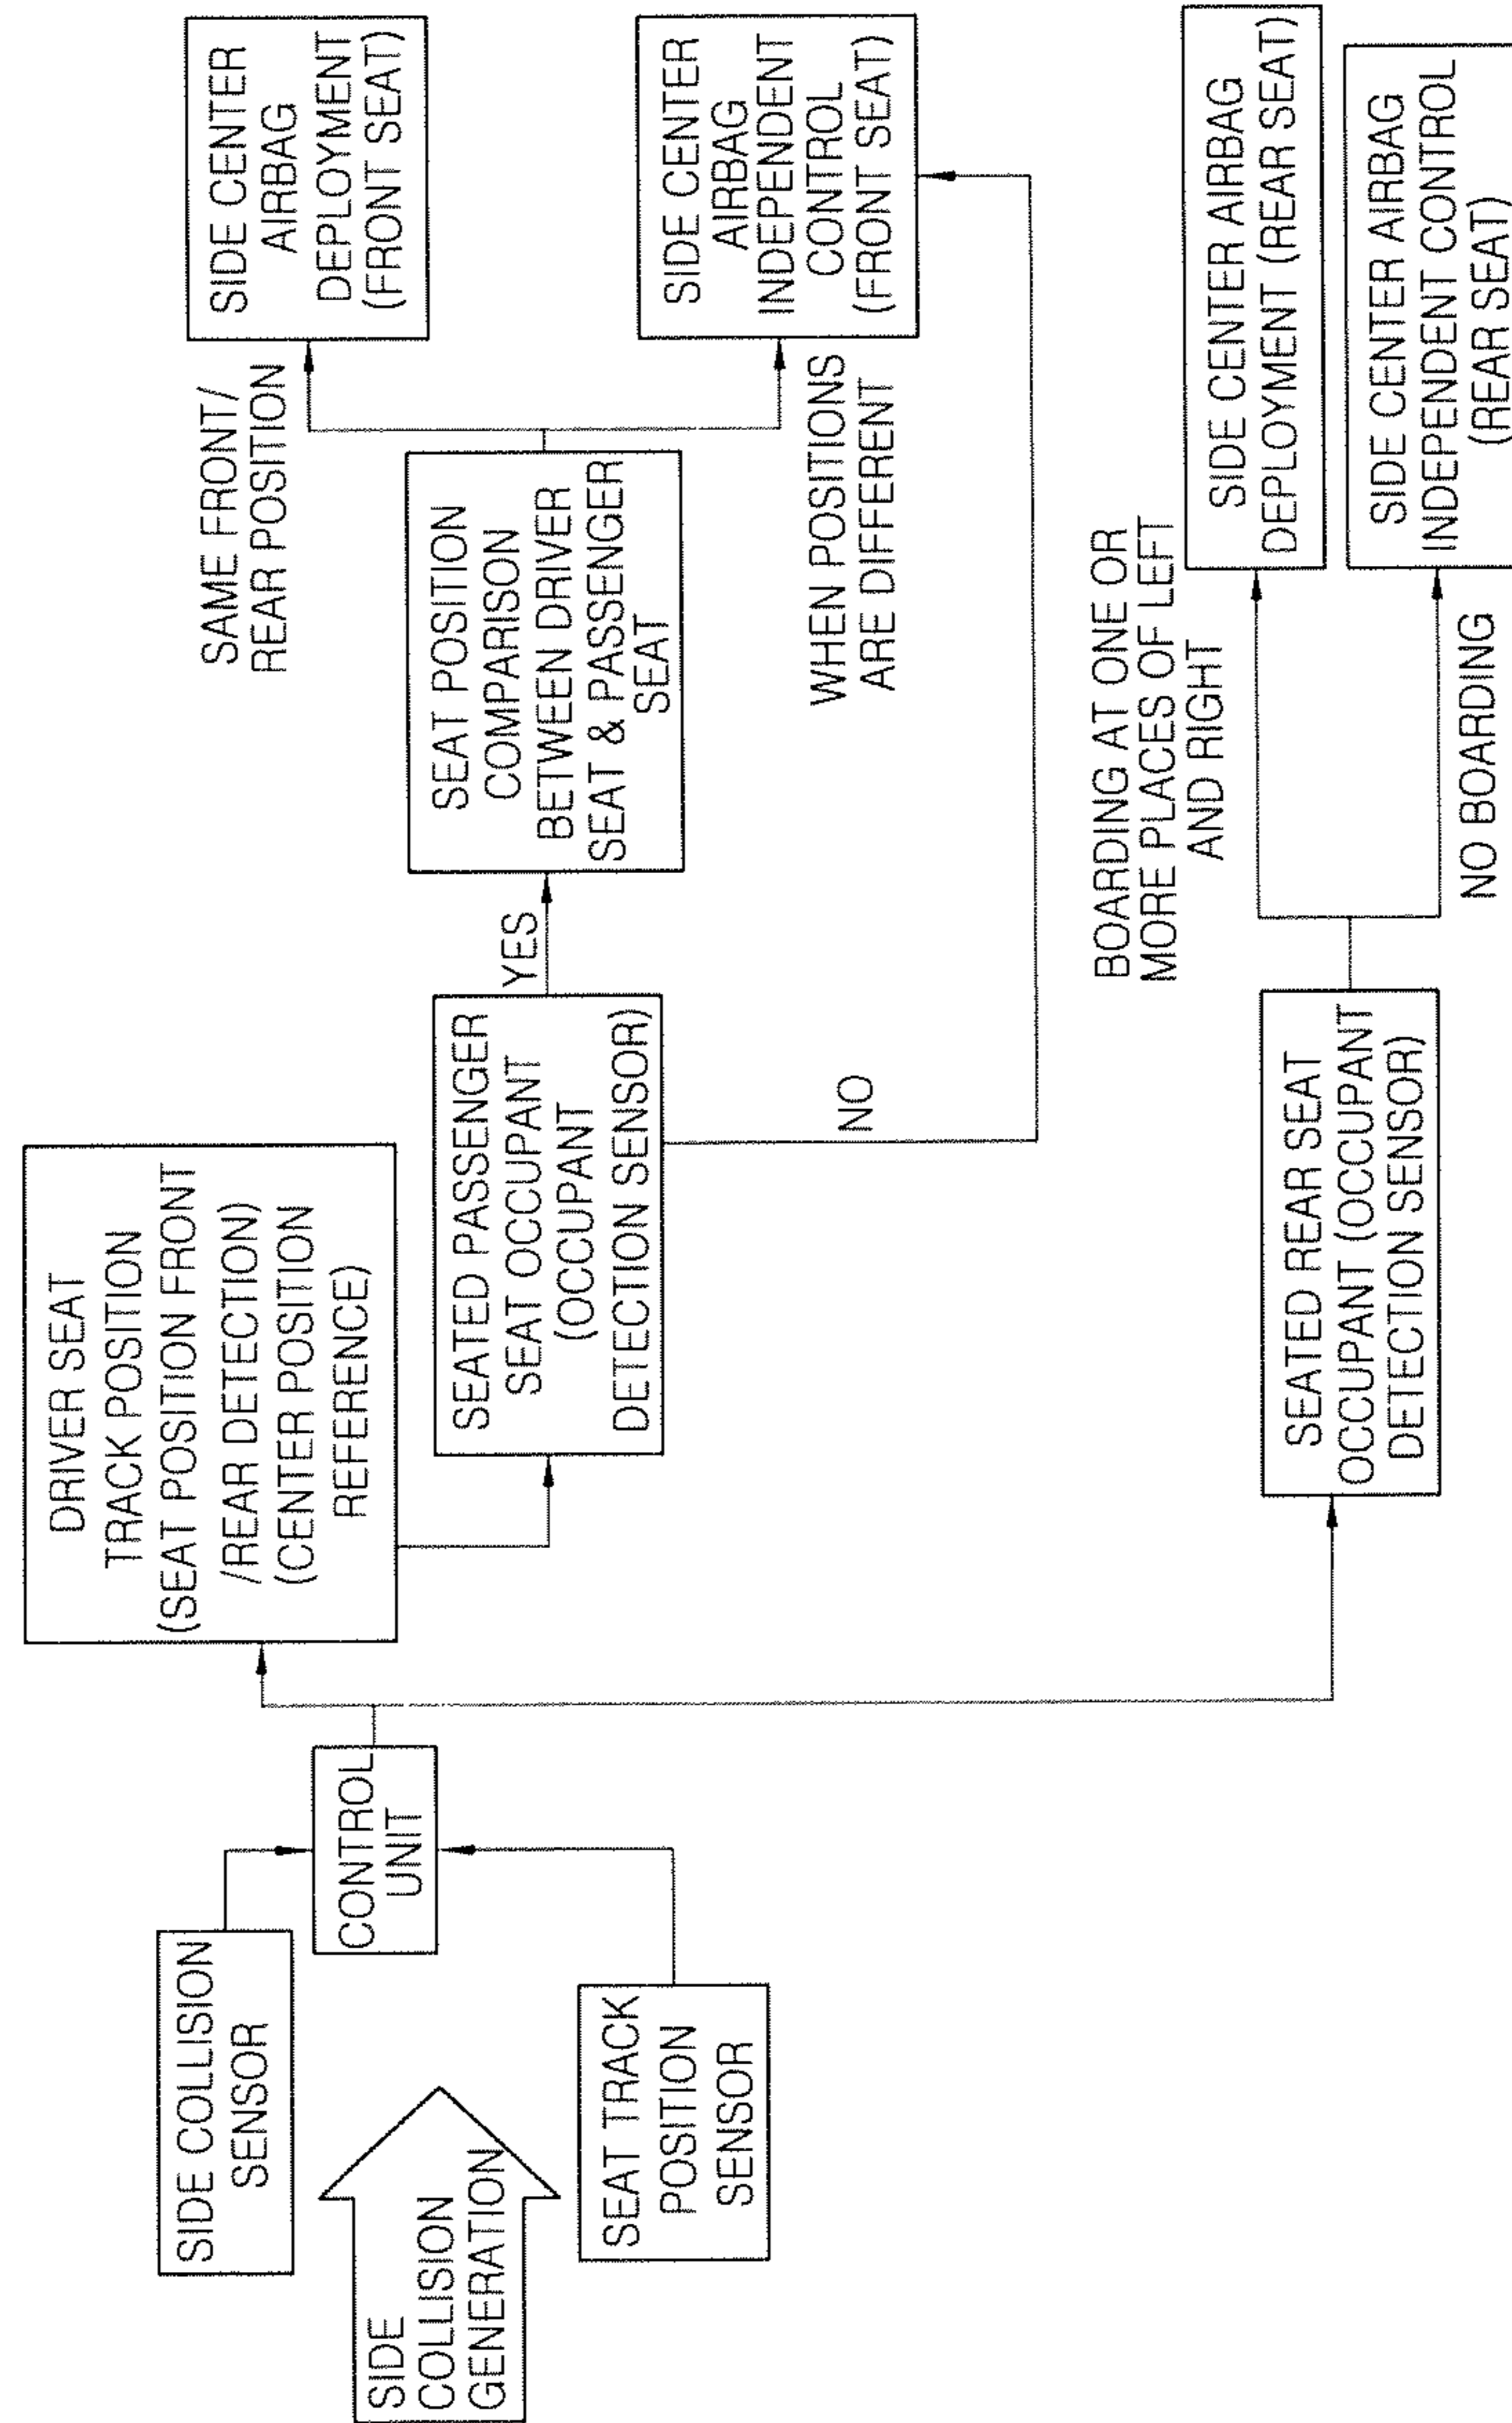 SIDE
COLLISION
GENERATION
SIDE COLLISION
SENSOR
SEAT TRACK
POSITION
SENSOR
CONTROL
UNIT
DRIVER SEAT
TRACK POSITION
(SEAT POSITION FRONT
/REAR DETECTION)
(CENTER POSITION
REFERENCE)
SEATED PASSENGER
SEAT OCCUPANT
(OCCUPANT
DETECTION SENSOR)
YES
NO
SEAT POSITION
COMPARISON
BETWEEN DRIVER
SEAT & PASSENGER
SEAT
SAME FRONT/
REAR POSITION
WHEN POSITIONS
ARE DIFFERENT
SIDE CENTER
AIRBAG
DEPLOYMENT
(FRONT SEAT)
SIDE CENTER
AIRBAG
INDEPENDENT
CONTROL
(FRONT SEAT)
SEATED REAR SEAT
OCCUPANT (OCCUPANT
DETECTION SENSOR)
BOARDING AT ONE OR
MORE PLACES OF LEFT
AND RIGHT
NO BOARDING
SIDE CENTER AIRBAG
DEPLOYMENT (REAR SEAT)
SIDE CENTER AIRBAG
INDEPENDENT CONTROL
(REAR SEAT)